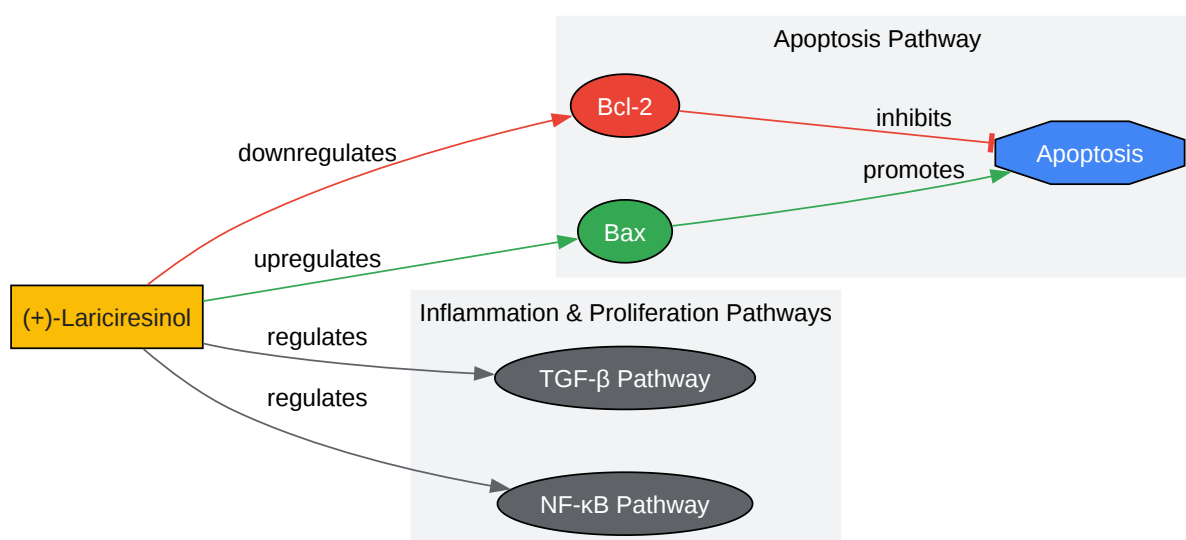 Apoptosis Pathway
Bcl-2
inhibits
downregulates
Apoptosis
promotes
Bax
upregulates
(+)-Lariciresinol
Inflammation & Proliferation Pathways
regulates
TGF-β Pathway
regulates
NF-κB Pathway